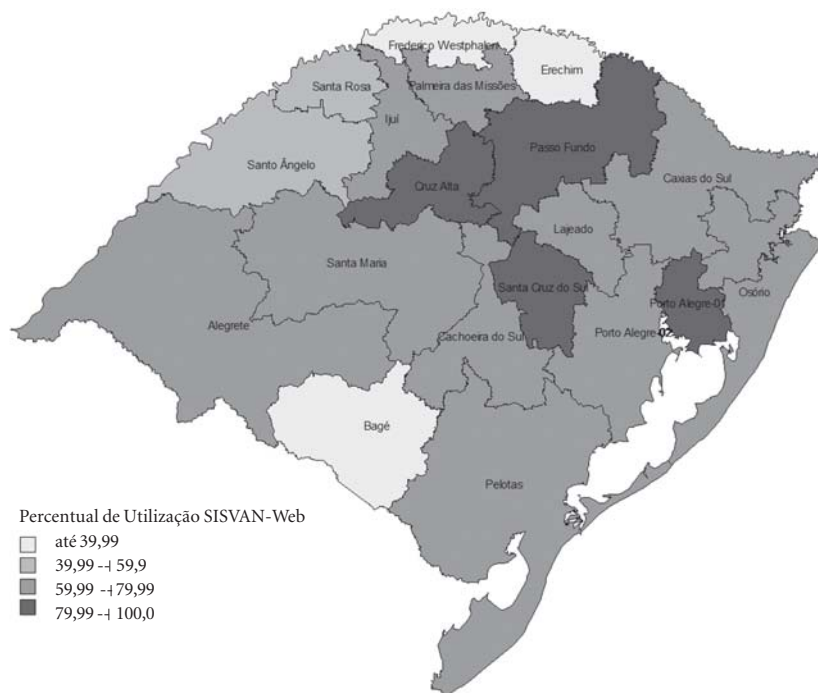 Frederico Westphalen
Erechim
Santa Rosa
Palmeira das Missões
Ijuí
Passo Fundo
Santo Ângelo
Cruz Alta
Caxias do Sul
Lajeado
Santa Maria
Santa Cruz do Sul
Porto Alegre-01
Osório
Alegrete
Cachoeira do Sul
Porto Alegre-02
Bagé
Pelotas
Percentual de Utilização SISVAN-Web
até 39,99
39,99 --| 59,9
59,99 --| 79,99
79,99 --| 100,0